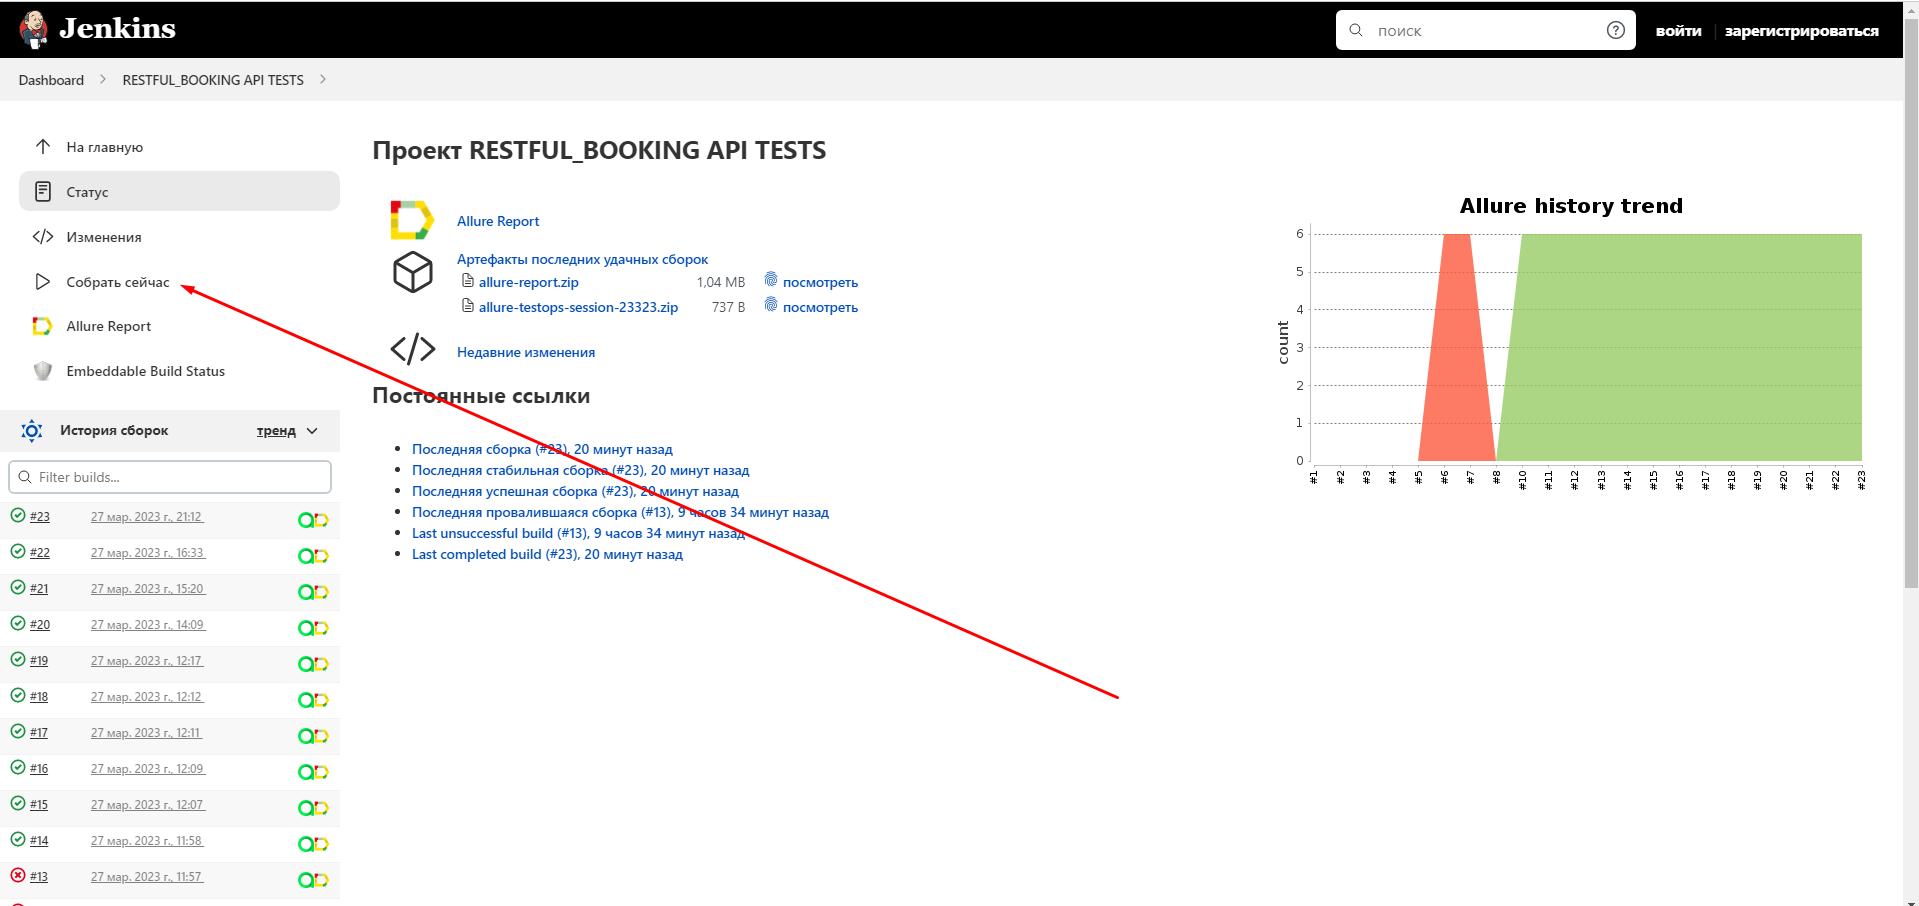 Jenkins
поиск
войти
зарегистрироваться
Dashboard
RESTFUL_BOOKING API TESTS
На главную
Статус
Изменения
Собрать сейчас
Allure Report
Embeddable Build Status
История сборок
тренд
Filter builds...
#23 27 мар. 2023 г., 21:12
#22 27 мар. 2023 г., 16:33
#21 27 мар. 2023 г., 15:20
#20 27 мар. 2023 г., 14:09
#19 27 мар. 2023 г., 12:17
#18 27 мар. 2023 г., 12:12
#17 27 мар. 2023 г., 12:11
#16 27 мар. 2023 г., 12:09
#15 27 мар. 2023 г., 12:07
#14 27 мар. 2023 г., 11:58
#13 27 мар. 2023 г., 11:57
Проект RESTFUL_BOOKING API TESTS
Allure Report
Артефакты последних удачных сборок
allure-report.zip 1,04 MB посмотреть
allure-testops-session-23323.zip 737 B посмотреть
Недавние изменения
Постоянные ссылки
Последняя сборка (#23), 20 минут назад
Последняя стабильная сборка (#23), 20 минут назад
Последняя успешная сборка (#23), 20 минут назад
Последняя провалившаяся сборка (#13), 9 часов 34 минут назад
Last unsuccessful build (#13), 9 часов 34 минут назад
Last completed build (#23), 20 минут назад
Allure history trend
count
6
5
4
3
2
1
0
#1
#2
#3
#4
#5
#6
#7
#8
#10
#11
#12
#13
#14
#15
#16
#17
#18
#19
#20
#21
#22
#23